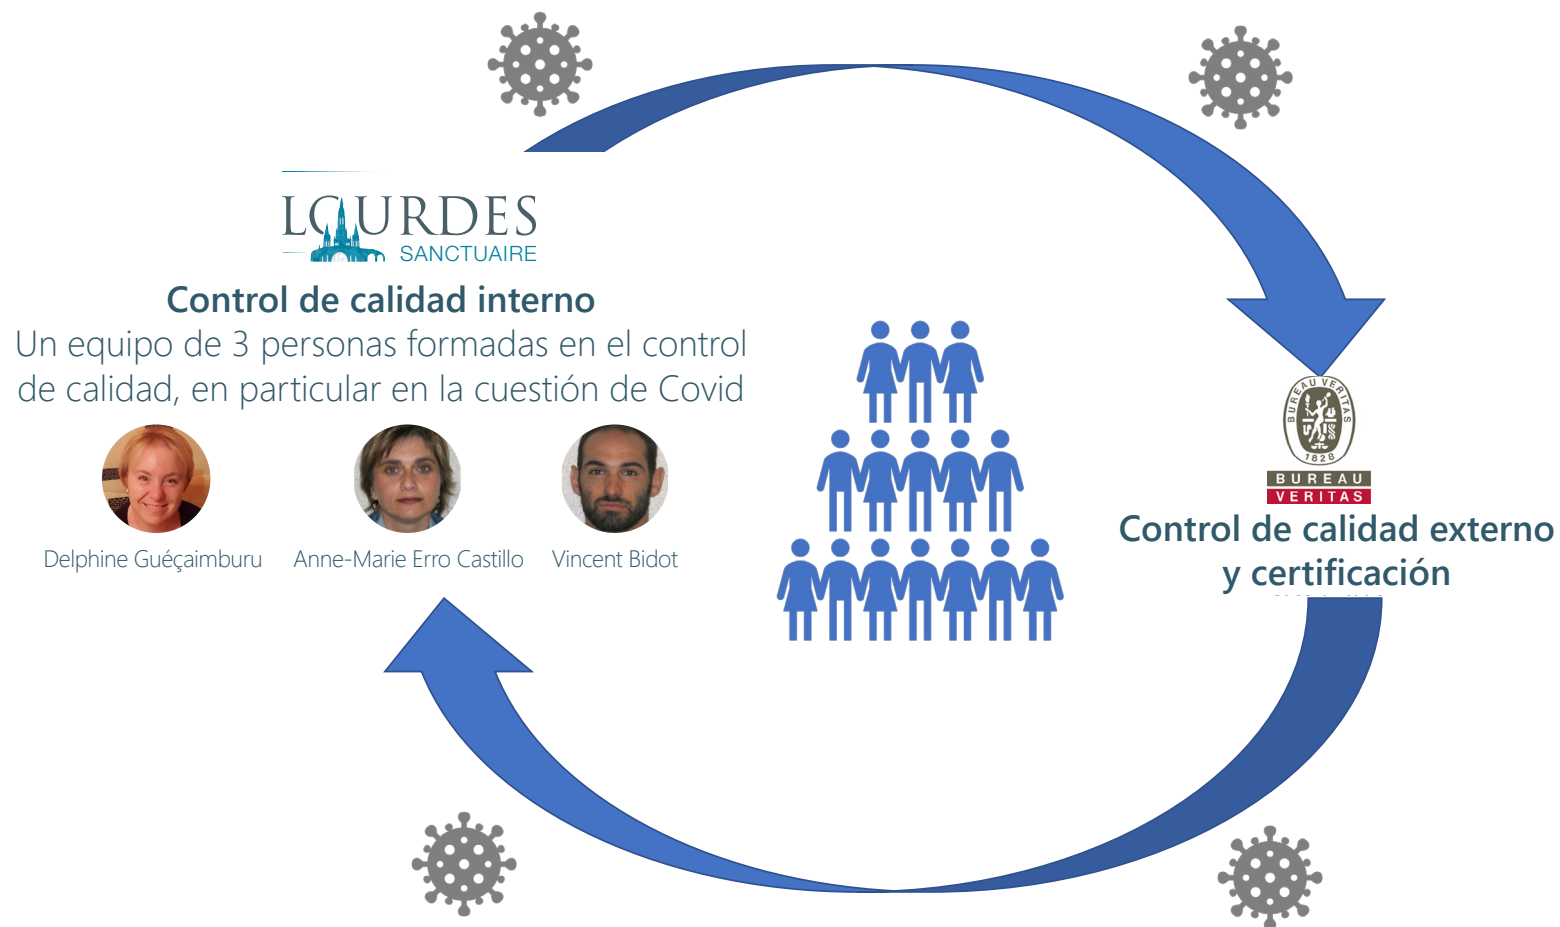 LOURDES
SANCTUAIRE
Control de calidad interno
Un equipo de 3 personas formadas en el control
de calidad, en particular en la cuestión de Covid
Delphine Guéçaimburu
Anne-Marie Erro Castillo
Vincent Bidot
BUREAU VERITAS
1828
BUREAU
VERITAS
Control de calidad externo
y certificación